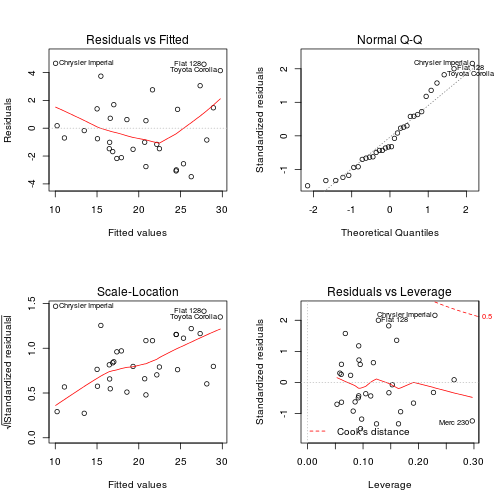 Residuals vs Fitted
Residuals
4
2
0
-2
-4
Chrysler Imperial
Fiat 128
Toyota Corolla
10
15
20
25
30
Fitted values
Normal Q-Q
Standardized residuals
2
1
0
-1
Chrysler Imperial
Fiat 128
Toyota Corolla
-2
-1
0
1
2
Theoretical Quantiles
Scale-Location
√|Standardized residuals|
1.5
1.0
0.5
0.0
Chrysler Imperial
Fiat 128
Toyota Corolla
10
15
20
25
30
Fitted values
Residuals vs Leverage
Standardized residuals
2
1
0
-1
Chrysler Imperial
Fiat 128
0.5
Merc 230
Cook's distance
0.00
0.10
0.20
0.30
Leverage